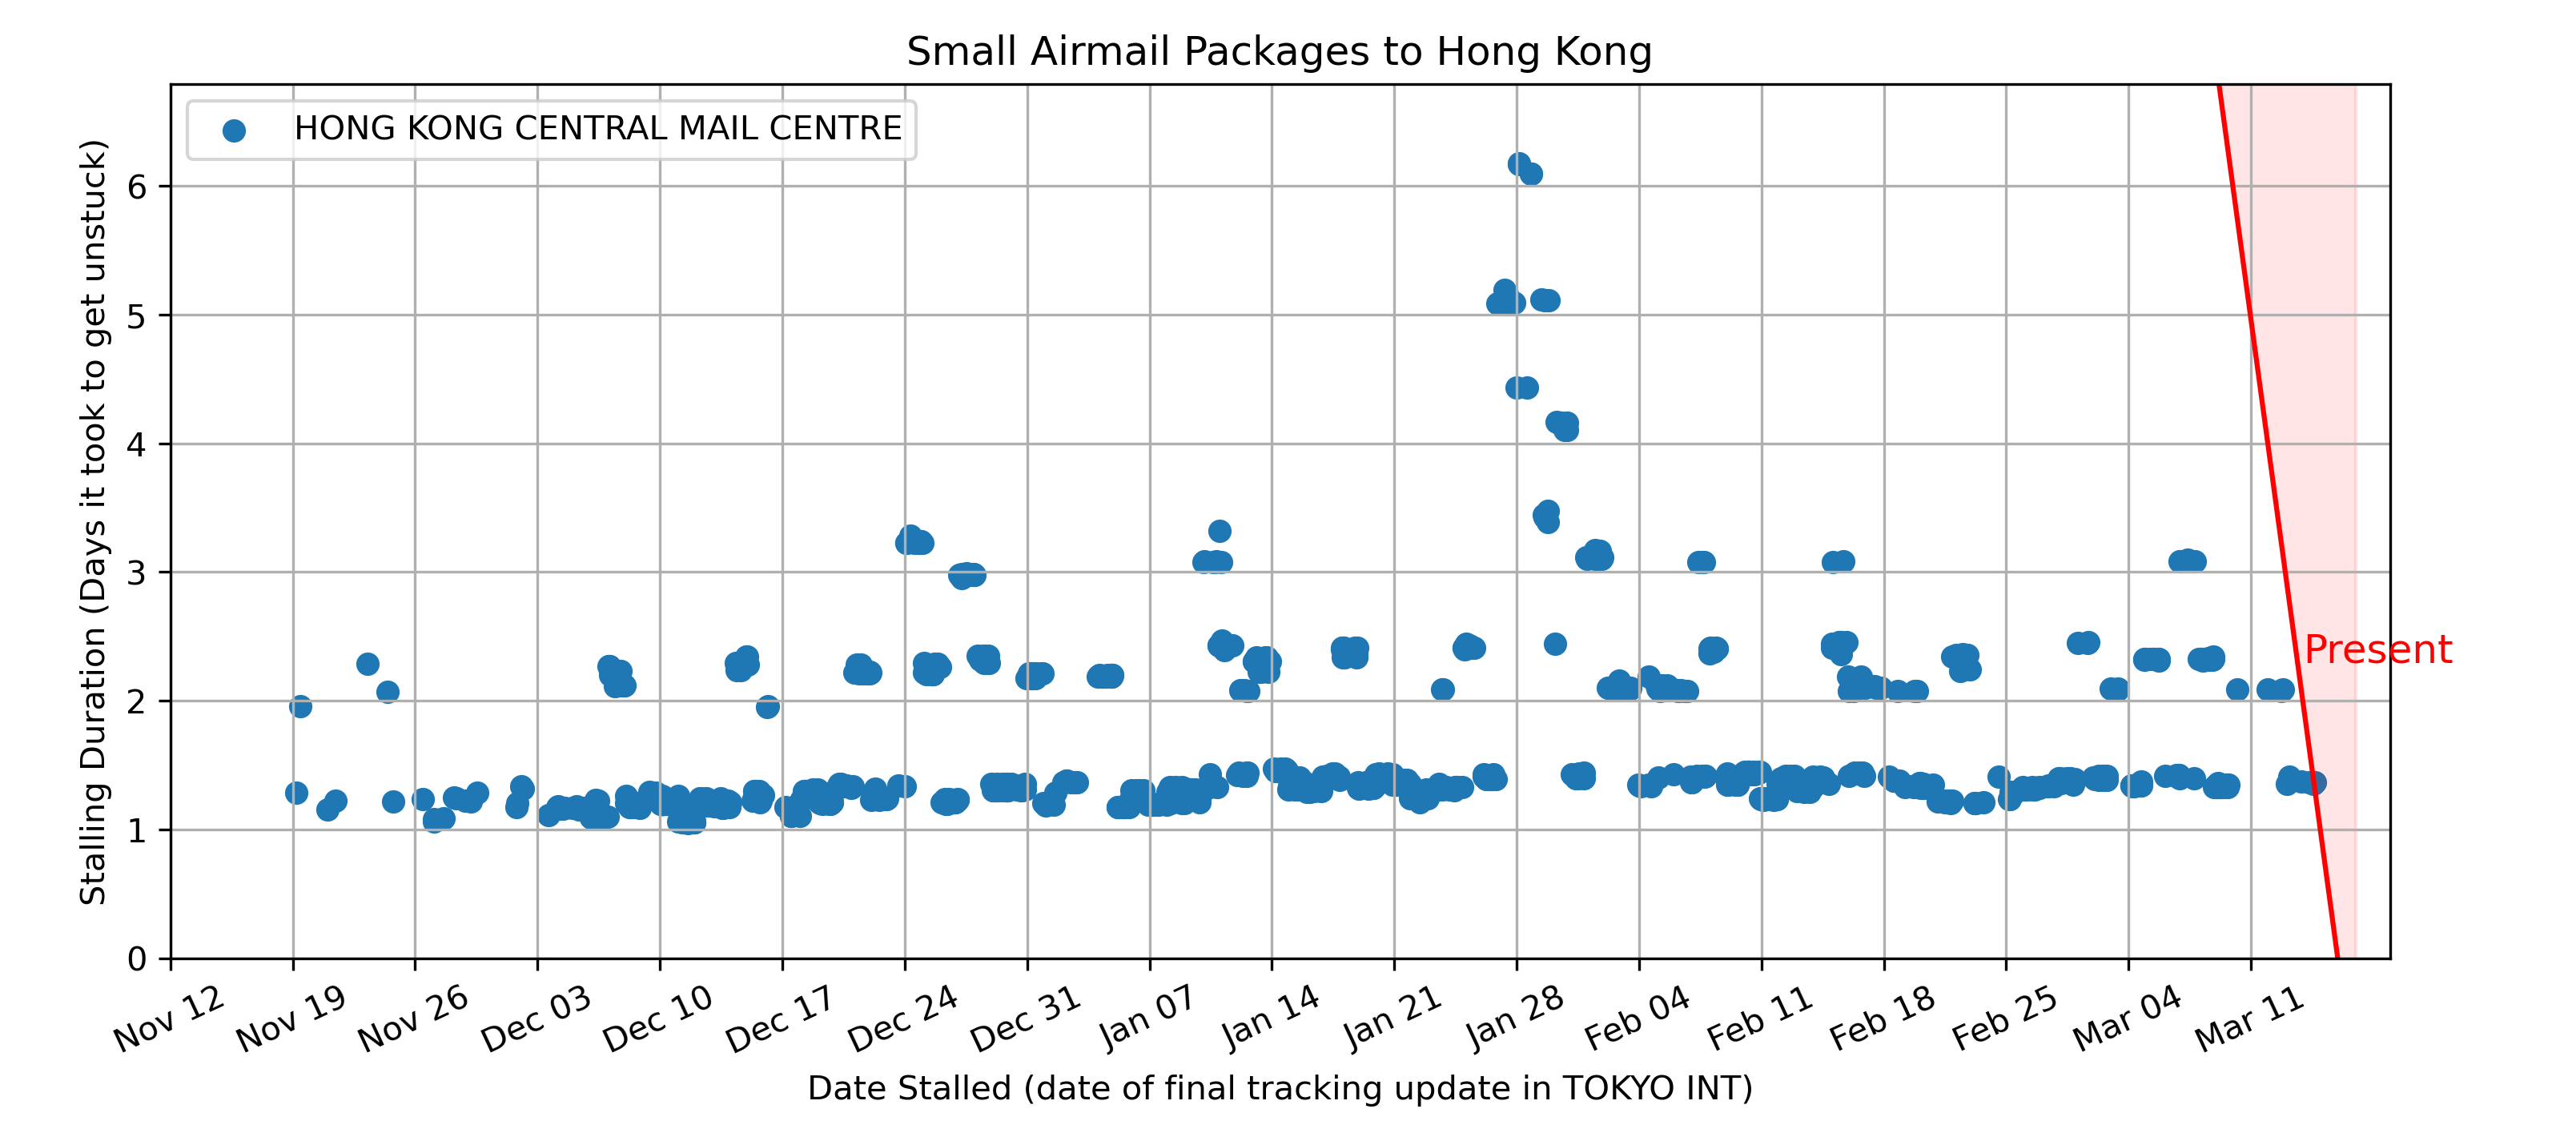 Small Airmail Packages to Hong Kong
HONG KONG CENTRAL MAIL CENTRE
Stalling Duration (Days it took to get unstuck)
6
5
4
3
2
1
0
Present
Nov 12
Nov 19
Nov 26
Dec 03
Dec 10
Dec 17
Dec 24
Dec 31
Jan 07
Jan 14
Jan 21
Jan 28
Feb 04
Feb 11
Feb 18
Feb 25
Mar 04
Mar 11
Date Stalled (date of final tracking update in TOKYO INT)